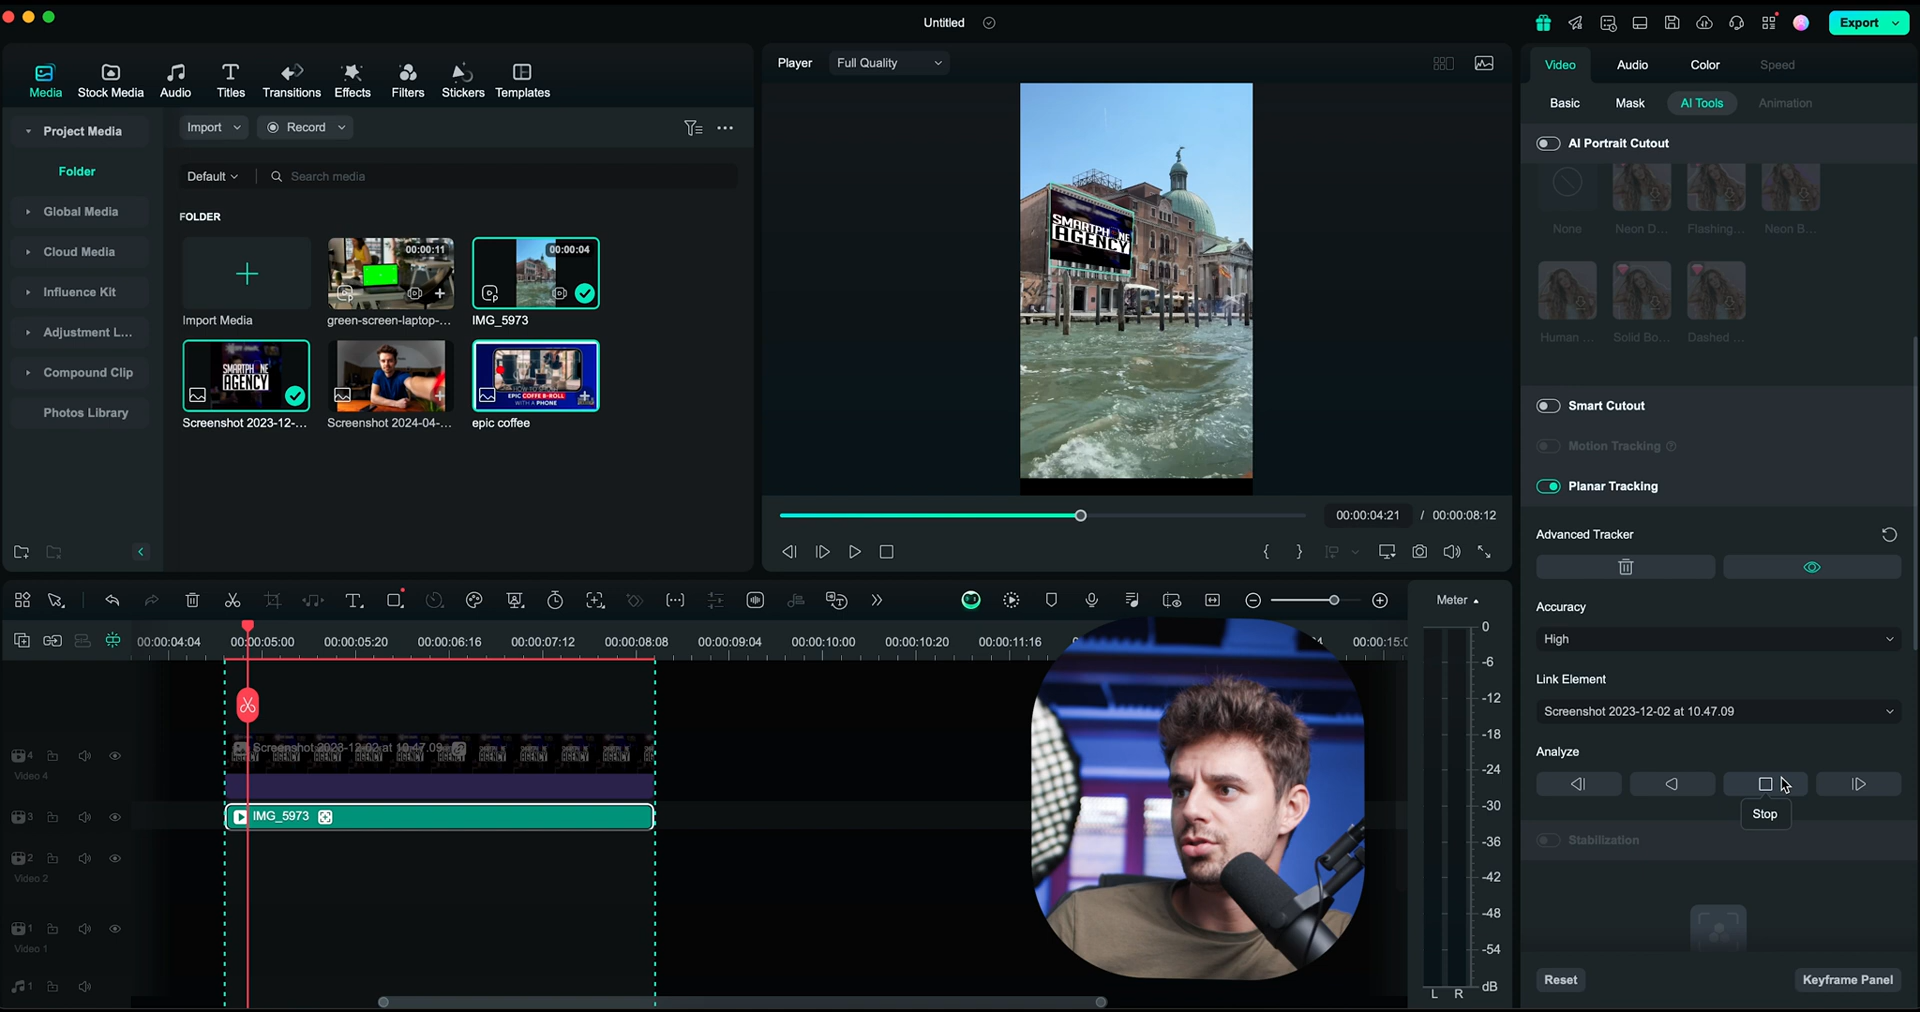 Untitled
Export
Media
Stock Media
Audio
Titles
Transitions
Effects
Filters
Stickers
Templates
Project Media
Folder
Global Media
Cloud Media
Influence Kit
Adjustment L...
Compound Clip
Photos Library
Import
Record
Default
Search media
FOLDER
Import Media
00:00:11
green-screen-laptop-...
00:00:04
IMG_5973
SMARTPHONE
AGENCY
Screenshot 2023-12-...
Screenshot 2024-04-...
EPIC COFFE B-ROLL
WITH A PHONE
epic coffee
Player
Full Quality
SMARTPHONE
AGENCY
00:00:04:21 / 00:00:08:12
Video
Audio
Color
Speed
Basic
Mask
AI Tools
Animation
AI Portrait Cutout
None
Neon D...
Flashing...
Neon B...
Human ...
Solid Bo...
Dashed ...
Smart Cutout
Motion Tracking
Planar Tracking
Advanced Tracker
Accuracy
High
Link Element
Screenshot 2023-12-02 at 10.47.09
Analyze
Stop
Stabilization
Reset
Keyframe Panel
00:00:04:04
00:00:05:00
00:00:05:20
00:00:06:16
00:00:07:12
00:00:08:08
00:00:09:04
00:00:10:00
00:00:10:20
00:00:11:16
00:00:15:0
4
Video 4
Screenshot 2023-12-02 at 10.47.09
3
IMG_5973
2
Video 2
1
Video 1
1
Meter
0
-6
-12
-18
-24
-30
-36
-42
-48
-54
dB
L R